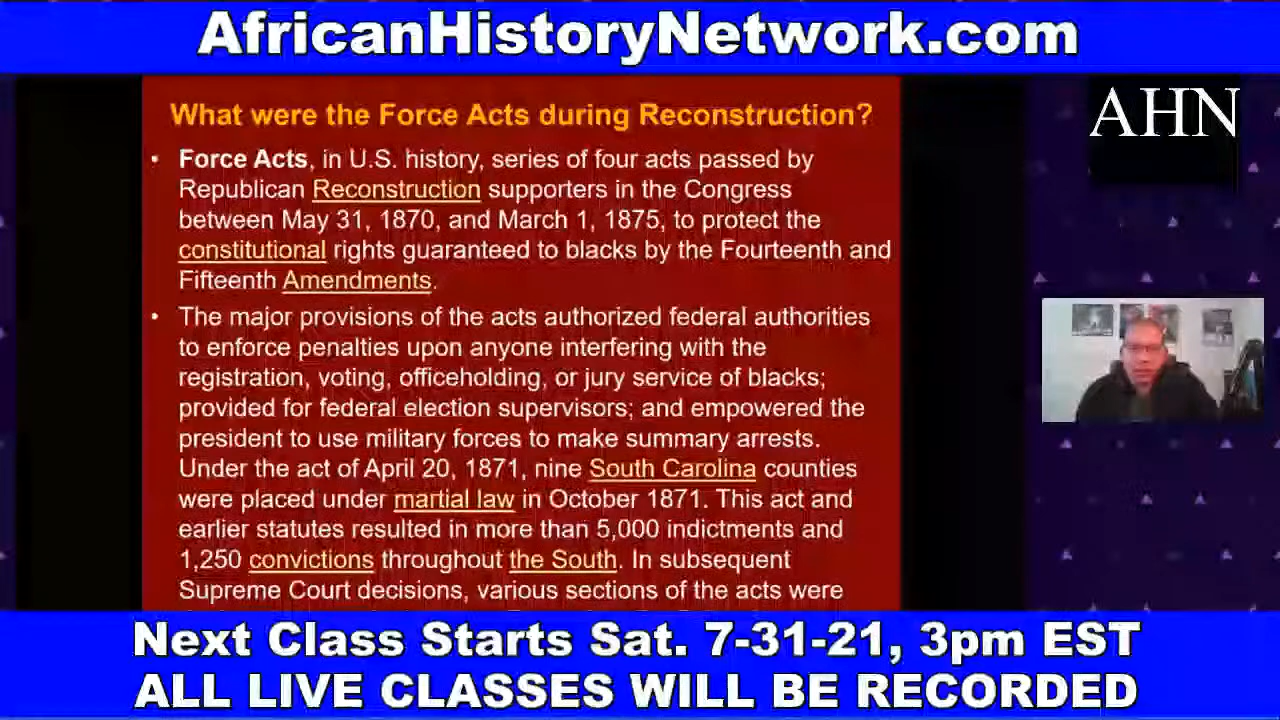 AfricanHistoryNetwork.com
AHN
What were the Force Acts during Reconstruction?
• Force Acts, in U.S. history, series of four acts passed by
Republican Reconstruction supporters in the Congress
between May 31, 1870, and March 1, 1875, to protect the
constitutional rights guaranteed to blacks by the Fourteenth and
Fifteenth Amendments.
• The major provisions of the acts authorized federal authorities
to enforce penalties upon anyone interfering with the
registration, voting, officeholding, or jury service of blacks;
provided for federal election supervisors; and empowered the
president to use military forces to make summary arrests.
Under the act of April 20, 1871, nine South Carolina counties
were placed under martial law in October 1871. This act and
earlier statutes resulted in more than 5,000 indictments and
1,250 convictions throughout the South. In subsequent
Supreme Court decisions, various sections of the acts were
Next Class Starts Sat. 7-31-21, 3pm EST
ALL LIVE CLASSES WILL BE RECORDED